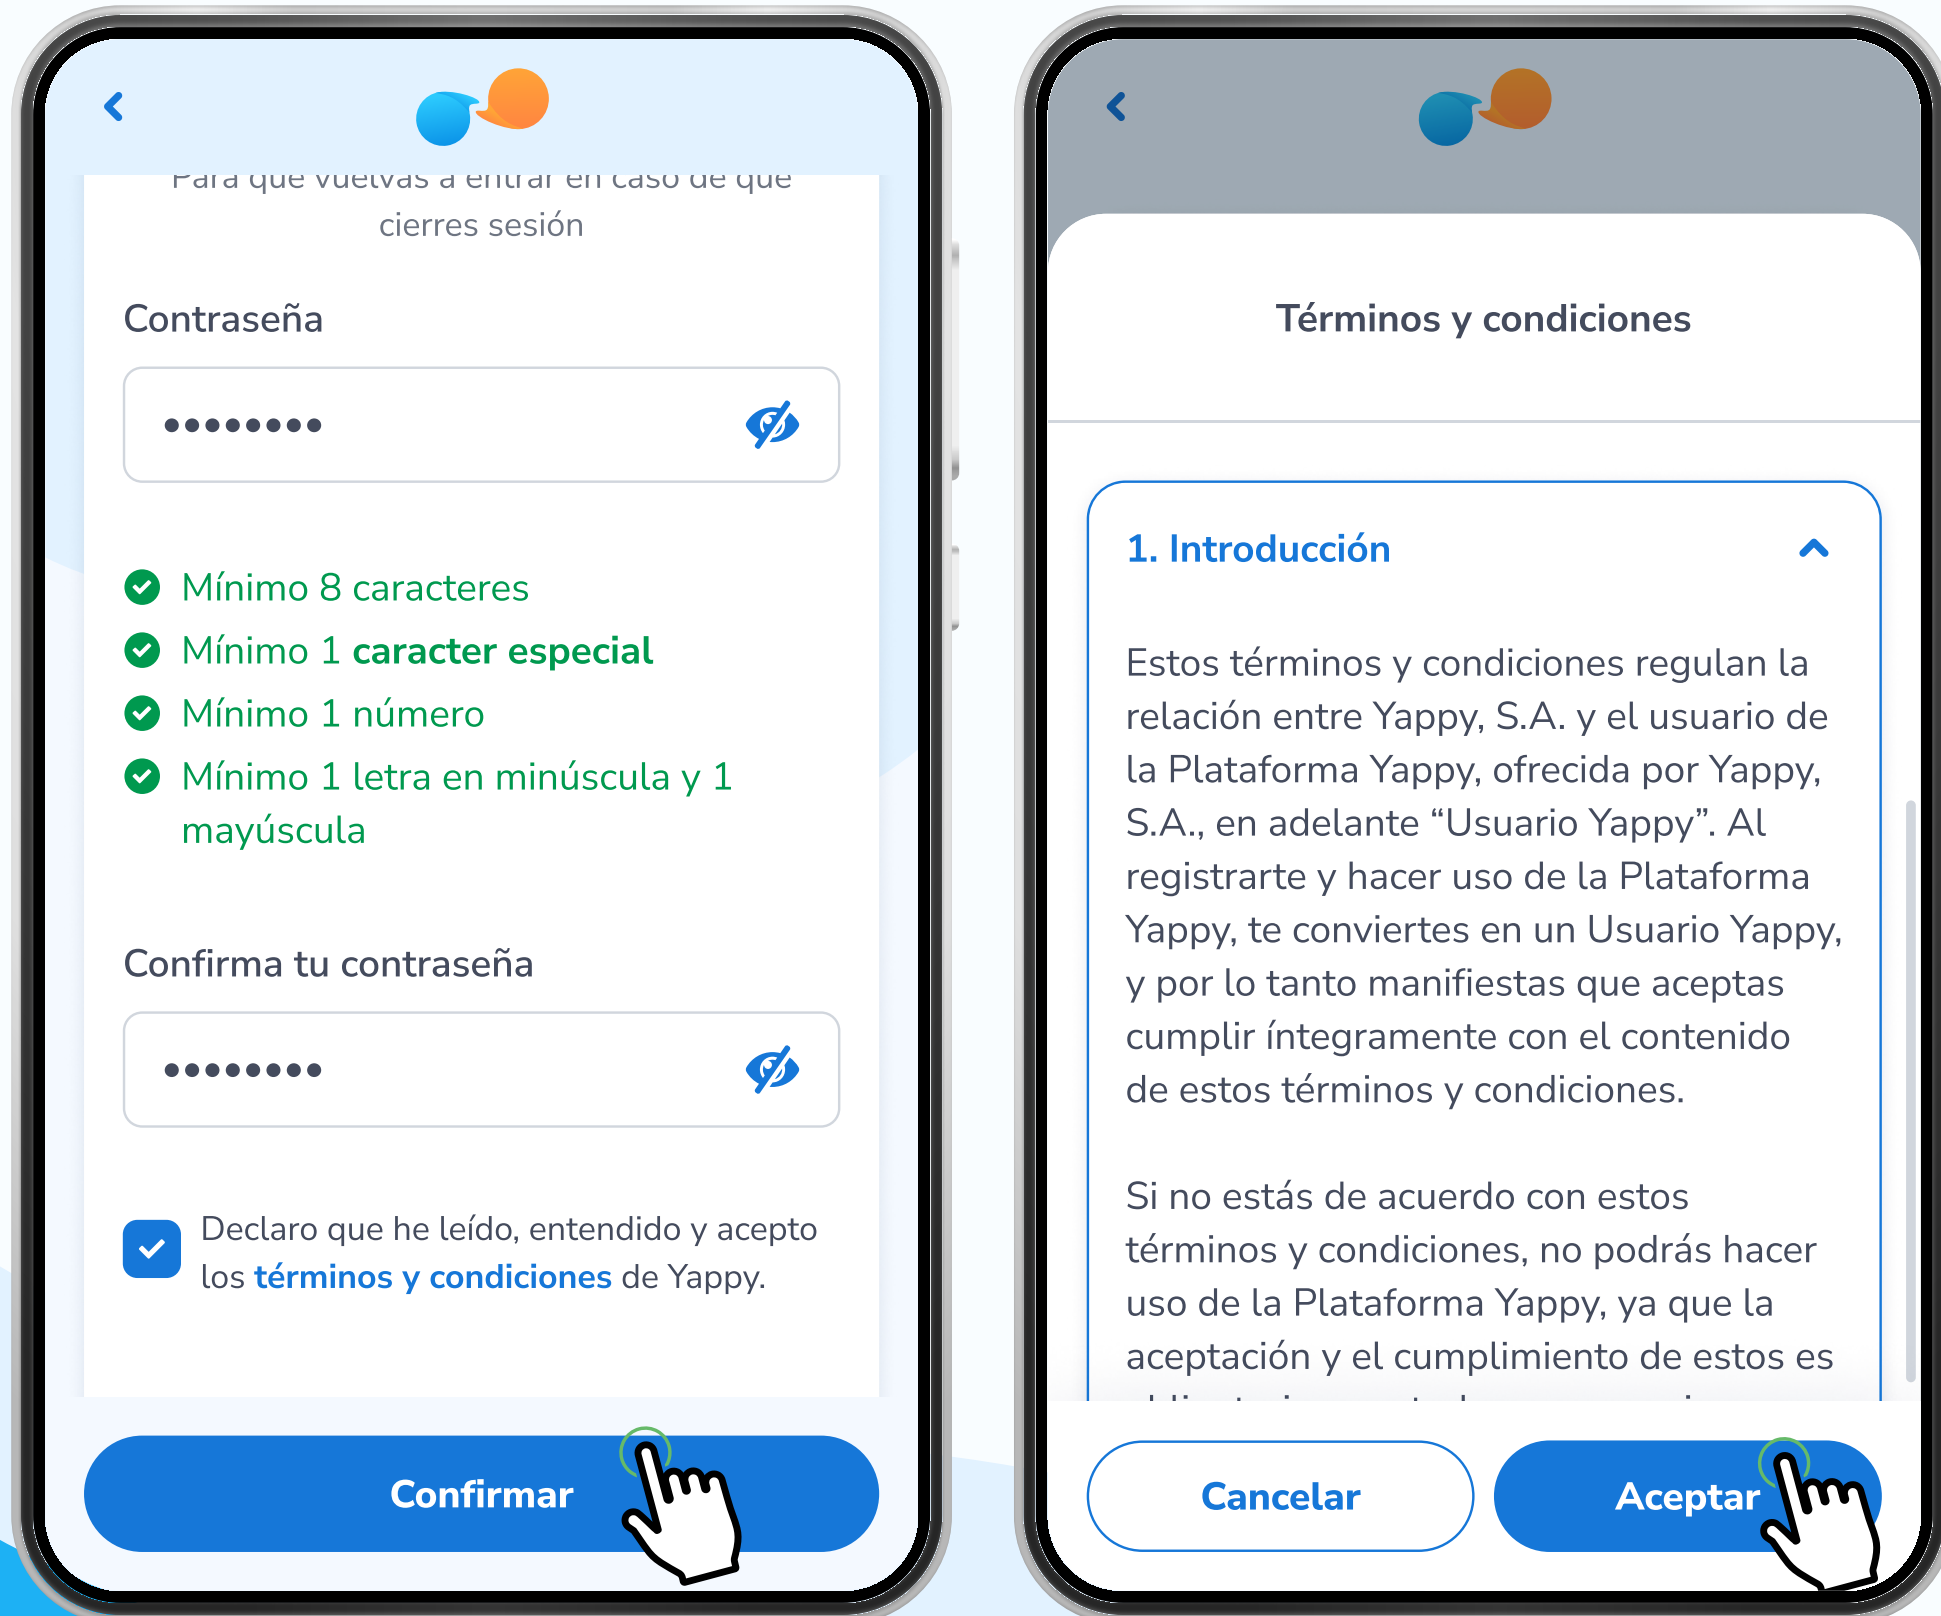 Para que vuelvas a entrar en caso de que
cierres sesión
Contraseña
••••••••
Mínimo 8 caracteres
Mínimo 1 caracter especial
Mínimo 1 número
Mínimo 1 letra en minúscula y 1
mayúscula
Confirma tu contraseña
••••••••
Declaro que he leído, entendido y acepto
los términos y condiciones de Yappy.
Confirmar
Términos y condiciones
1. Introducción
Estos términos y condiciones regulan la
relación entre Yappy, S.A. y el usuario de
la Plataforma Yappy, ofrecida por Yappy,
S.A., en adelante “Usuario Yappy”. Al
registrarte y hacer uso de la Plataforma
Yappy, te conviertes en un Usuario Yappy,
y por lo tanto manifiestas que aceptas
cumplir íntegramente con el contenido
de estos términos y condiciones.
Si no estás de acuerdo con estos
términos y condiciones, no podrás hacer
uso de la Plataforma Yappy, ya que la
aceptación y el cumplimiento de estos es
Cancelar
Aceptar